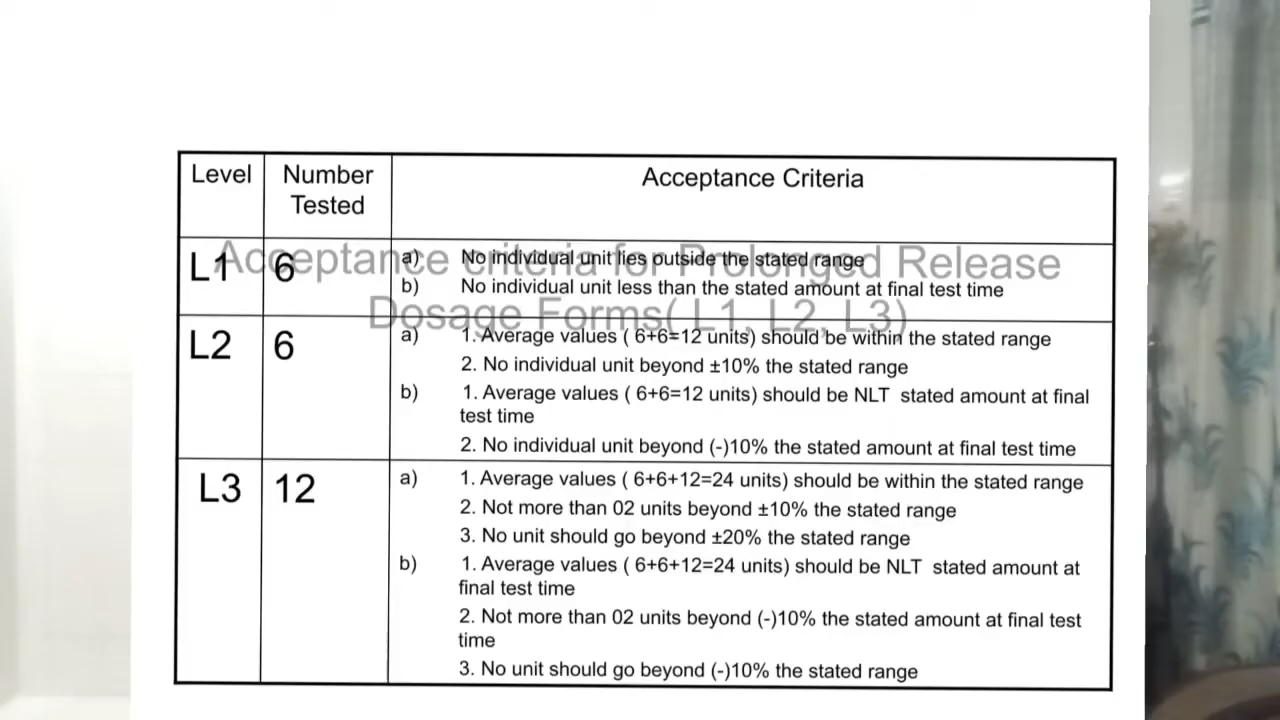 Level
Number
Tested
Acceptance Criteria
Acceptance criteria for Prolonged Release
Dosage Forms( L1, L2, L3)
L1
6
a) No individual unit lies outside the stated range
b) No individual unit less than the stated amount at final test time
L2
6
a) 1. Average values ( 6+6=12 units) should be within the stated range
2. No individual unit beyond ±10% the stated range
b) 1. Average values ( 6+6=12 units) should be NLT stated amount at final
test time
2. No individual unit beyond (-)10% the stated amount at final test time
L3
12
a) 1. Average values ( 6+6+12=24 units) should be within the stated range
2. Not more than 02 units beyond ±10% the stated range
3. No unit should go beyond ±20% the stated range
b) 1. Average values ( 6+6+12=24 units) should be NLT stated amount at
final test time
2. Not more than 02 units beyond (-)10% the stated amount at final test
time
3. No unit should go beyond (-)10% the stated range